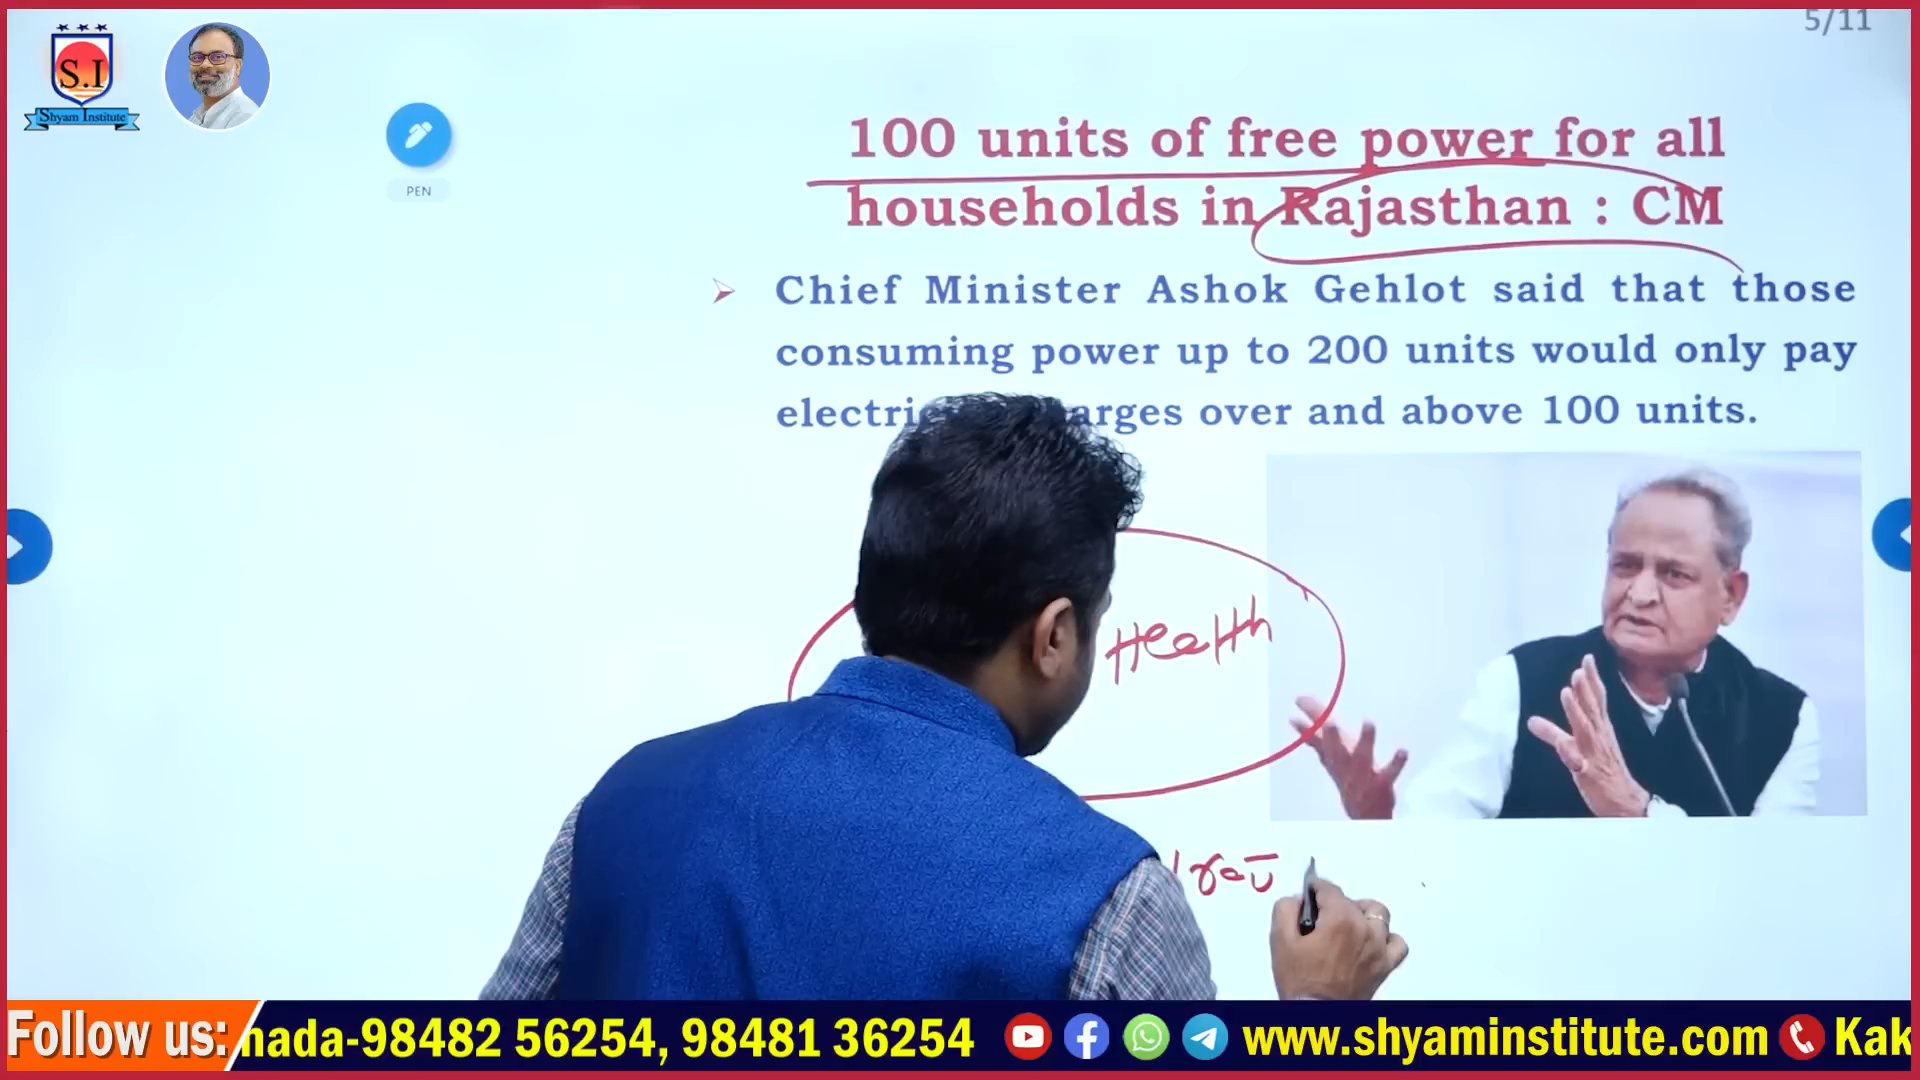 5/11
S.I
Shyam Institute
PEN
100 units of free power for all
households in Rajasthan : CM
Chief Minister Ashok Gehlot said that those
consuming power up to 200 units would only pay
arges over and above 100 units.
Health
Follow us:
nada-98482 56254, 98481 36254
www.shyaminstitute.com
Kak